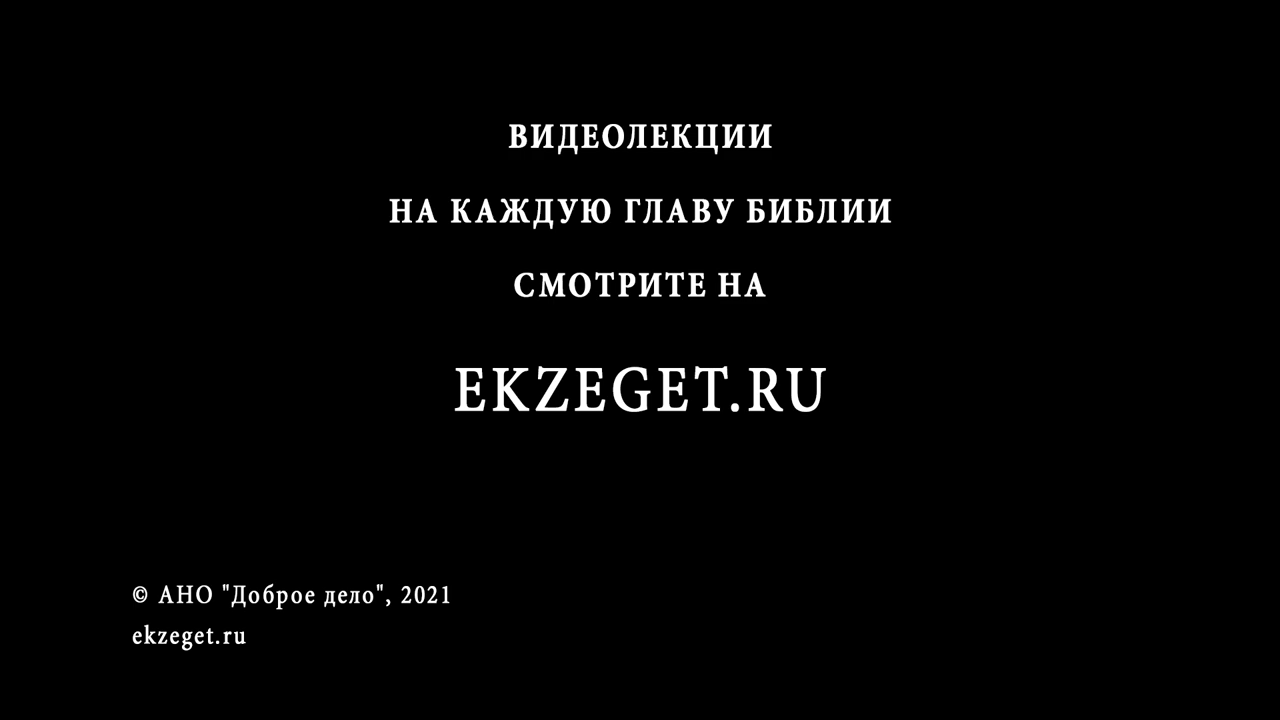 ВИДЕОЛЕКЦИИ
НА КАЖДУЮ ГЛАВУ БИБЛИИ
СМОТРИТЕ НА
EKZEGET.RU
© АНО "Доброе дело", 2021
ekzeget.ru